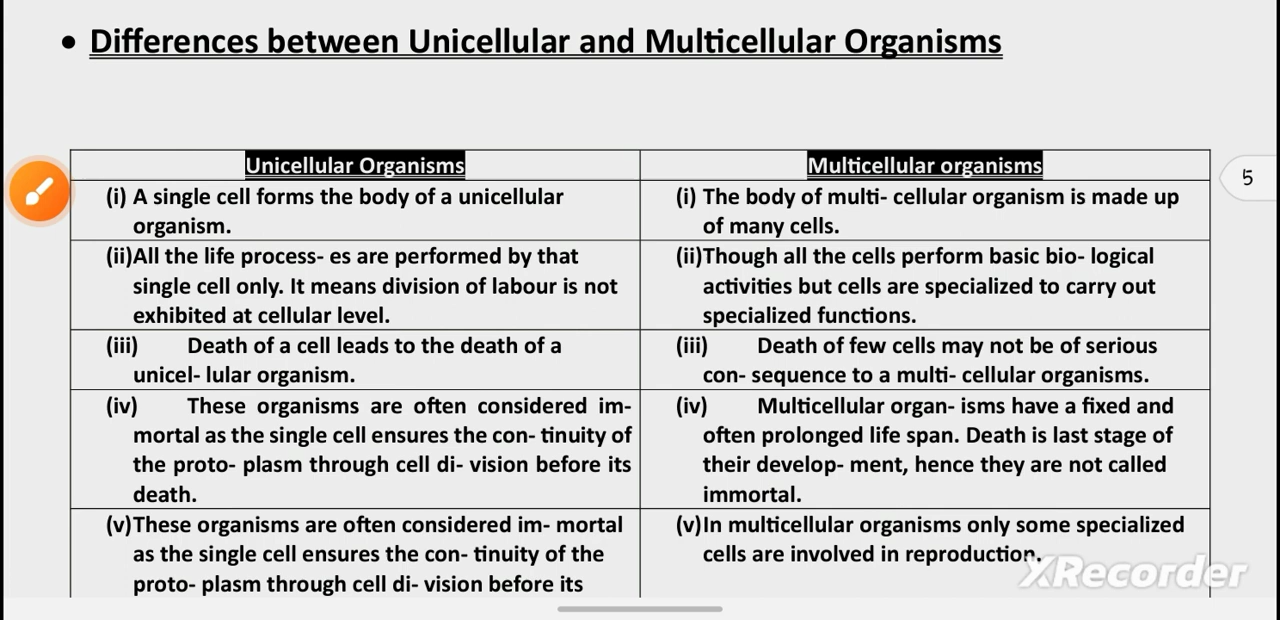 • Differences between Unicellular and Multicellular Organisms
Unicellular Organisms
Multicellular organisms
5
(i) A single cell forms the body of a unicellular
organism.
(i) The body of multi- cellular organism is made up
of many cells.
(ii)All the life process- es are performed by that
single cell only. It means division of labour is not
exhibited at cellular level.
(ii)Though all the cells perform basic bio- logical
activities but cells are specialized to carry out
specialized functions.
(iii) Death of a cell leads to the death of a
unicel- lular organism.
(iii) Death of few cells may not be of serious
con- sequence to a multi- cellular organisms.
(iv) These organisms are often considered im-
mortal as the single cell ensures the con- tinuity of
the proto- plasm through cell di- vision before its
death.
(iv) Multicellular organ- isms have a fixed and
often prolonged life span. Death is last stage of
their develop- ment, hence they are not called
immortal.
(v)These organisms are often considered im- mortal
as the single cell ensures the con- tinuity of the
proto- plasm through cell di- vision before its
(v)In multicellular organisms only some specialized
cells are involved in reproduction.
XRecorder